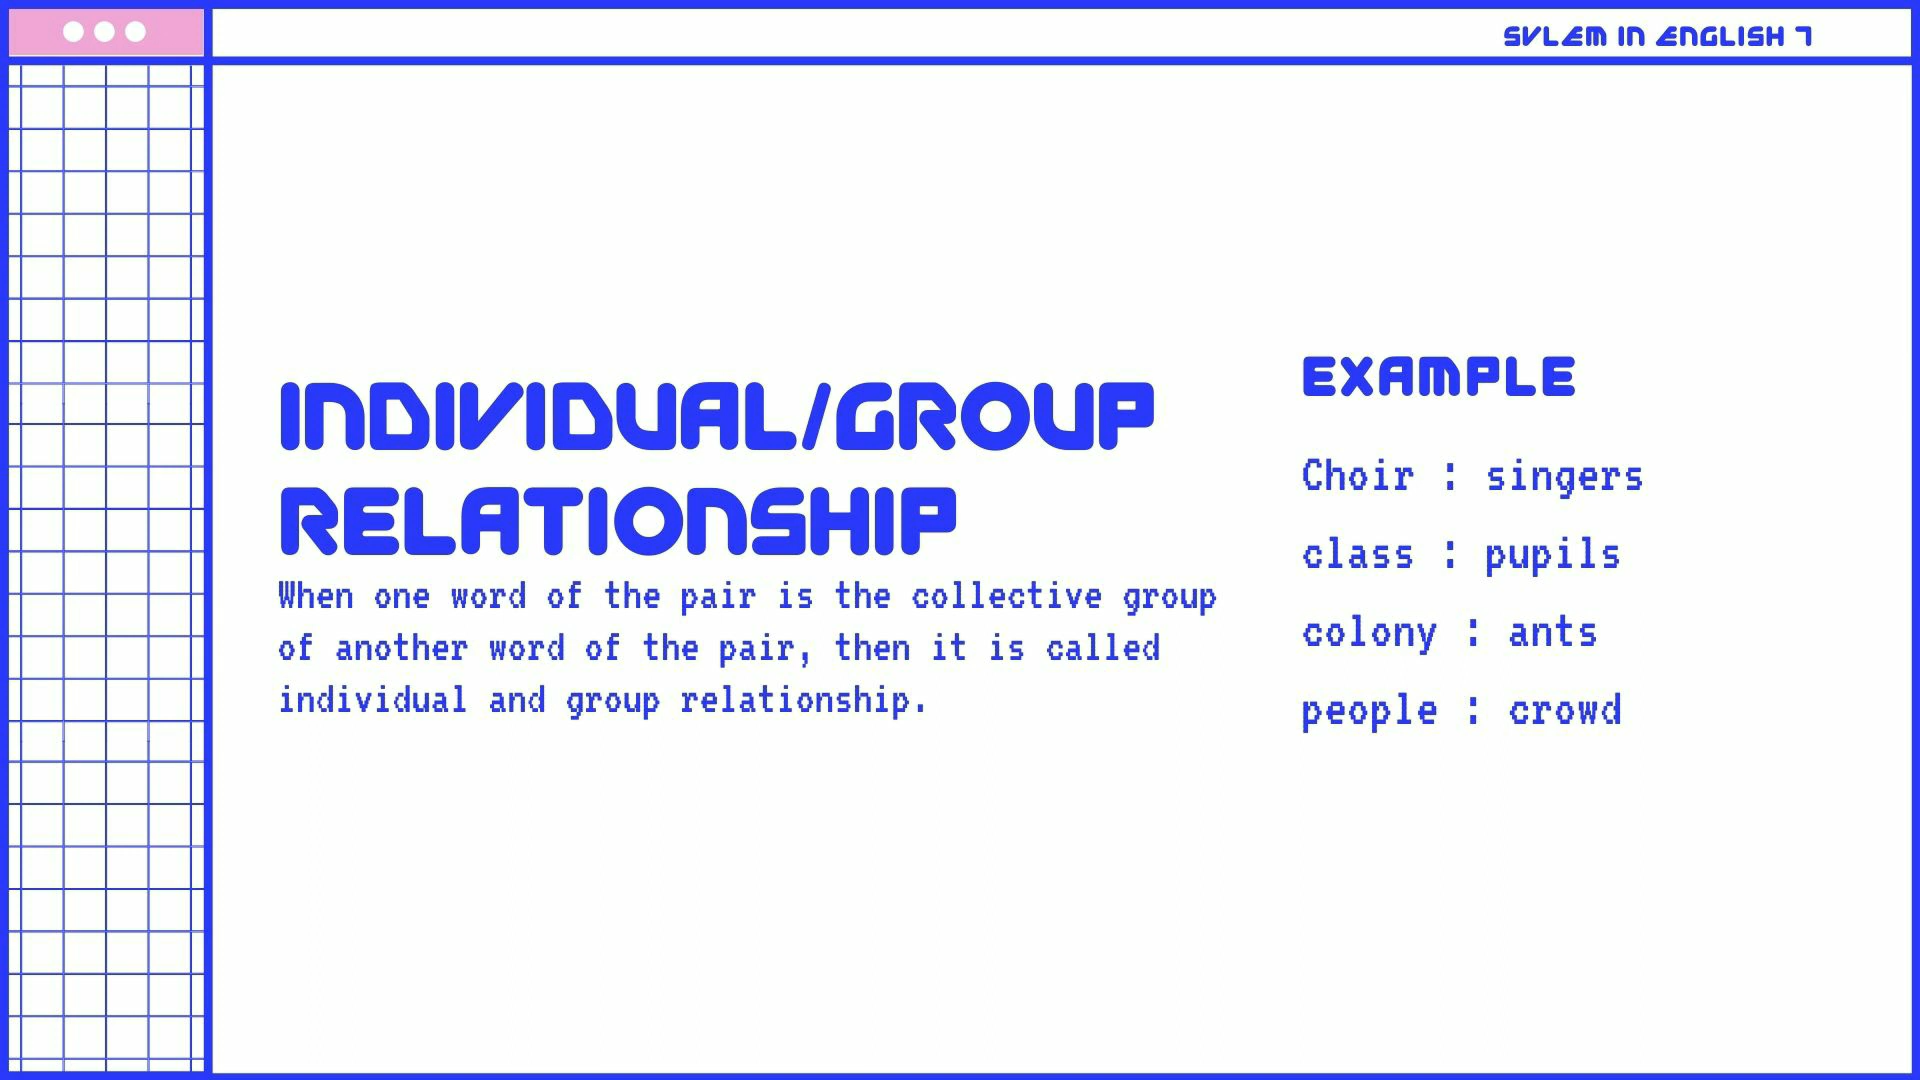 SVLEM IN ENGLISH 7
INDIVIDUAL/GROUP
RELATIONSHIP
When one word of the pair is the collective group
of another word of the pair, then it is called
individual and group relationship.
EXAMPLE
Choir : singers
class : pupils
colony : ants
people : crowd